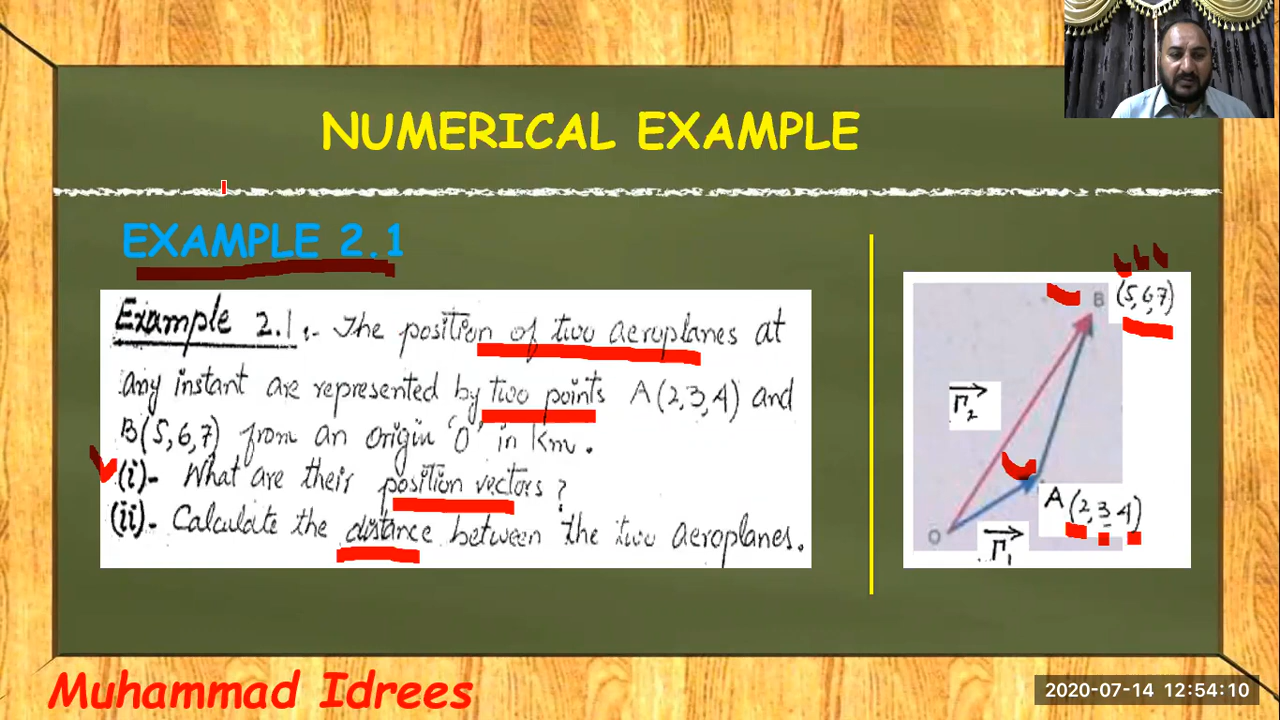 NUMERICAL EXAMPLE
EXAMPLE 2.1
Example 2.1:- The position of two aeroplanes at
any instant are represented by two points A(2,3,4) and
B(5,6,7) from an origin 'O' in Km.
(i)- What are their position vectors?
(ii)- Calculate the distance between the two aeroplanes.
B (5,6,7)
r₂
A (2,3,4)
O
r₁
Muhammad Idrees
2020-07-14 12:54:10